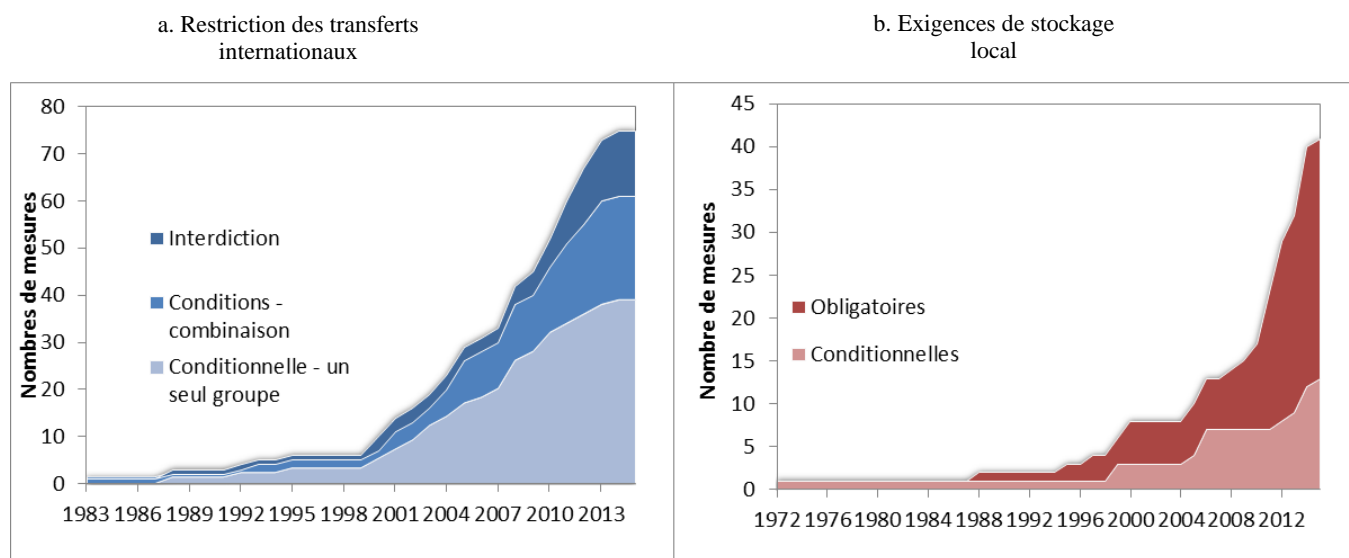 a. Restriction des transferts
internationaux
80
70
60
50
40
30
20
10
0
Nombres de mesures
Interdiction
Conditions -
combinaison
Conditionnelle - un
seul groupe
1983 1986 1989 1992 1995 1998 2001 2004 2007 2010 2013
b. Exigences de stockage
local
45
40
35
30
25
20
15
10
5
0
Nombre de mesures
Obligatoires
Conditionnelles
1972 1976 1980 1984 1988 1992 1996 2000 2004 2008 2012